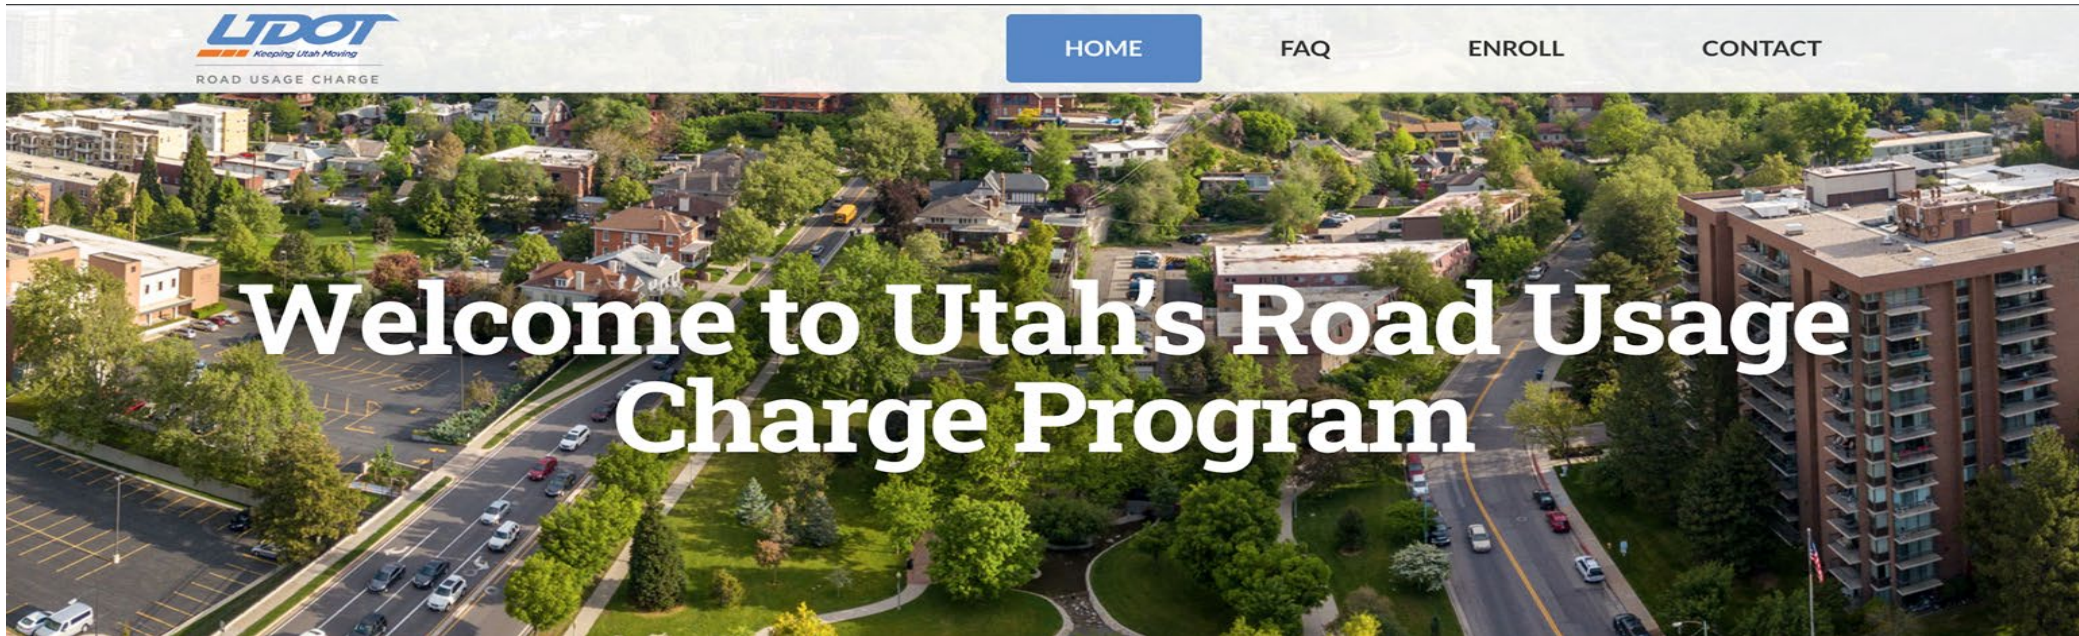 UDOT
Keeping Utah Moving
ROAD USAGE CHARGE
HOME FAQ ENROLL CONTACT
Welcome to Utah's Road Usage
Charge Program